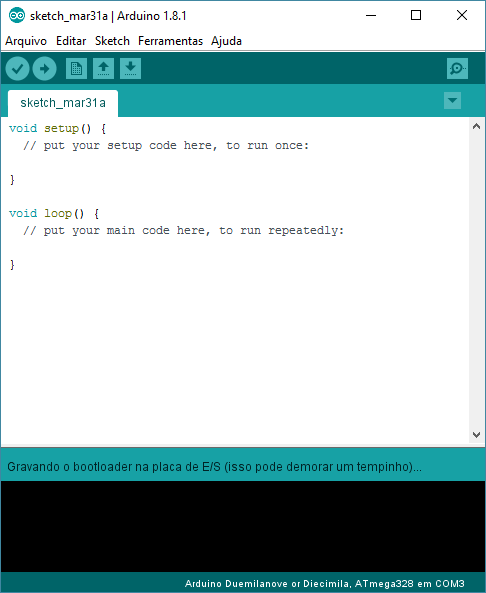 sketch_mar31a | Arduino 1.8.1
Arquivo Editar Sketch Ferramentas Ajuda
sketch_mar31a
void setup() {
  // put your setup code here, to run once:
}
void loop() {
  // put your main code here, to run repeatedly:
}
Gravando o bootloader na placa de E/S (isso pode demorar um tempinho)...
Arduino Duemilanove or Diecimila, ATmega328 em COM3